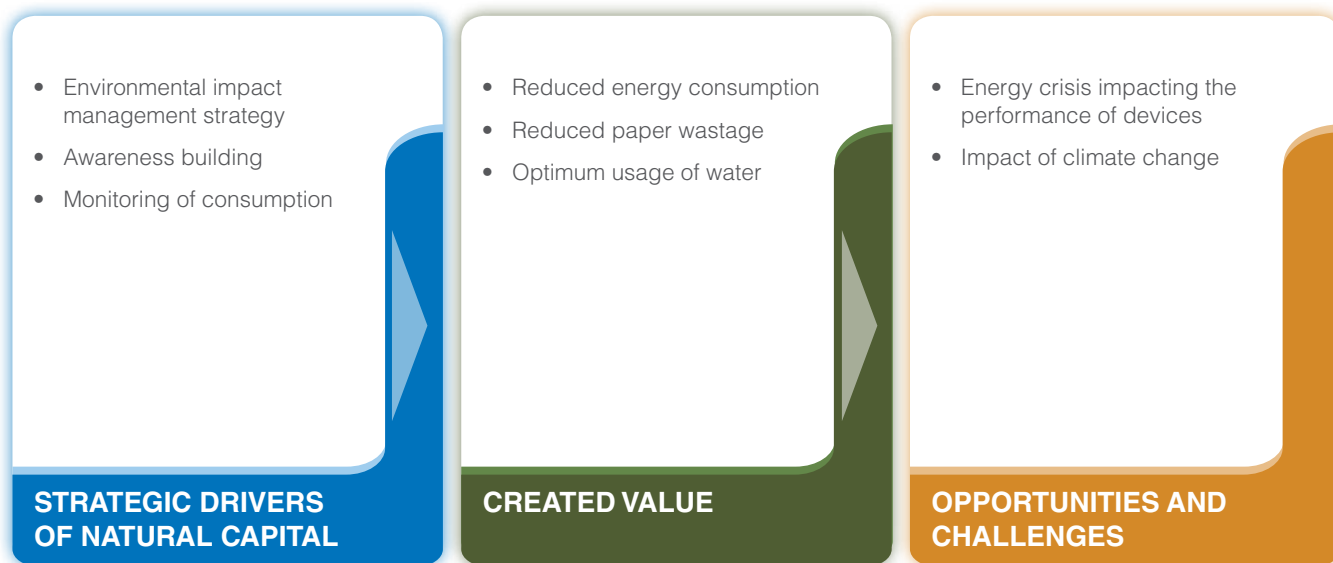 • Environmental impact
management strategy
• Awareness building
• Monitoring of consumption
STRATEGIC DRIVERS
OF NATURAL CAPITAL
• Reduced energy consumption
• Reduced paper wastage
• Optimum usage of water
CREATED VALUE
• Energy crisis impacting the
performance of devices
• Impact of climate change
OPPORTUNITIES AND
CHALLENGES